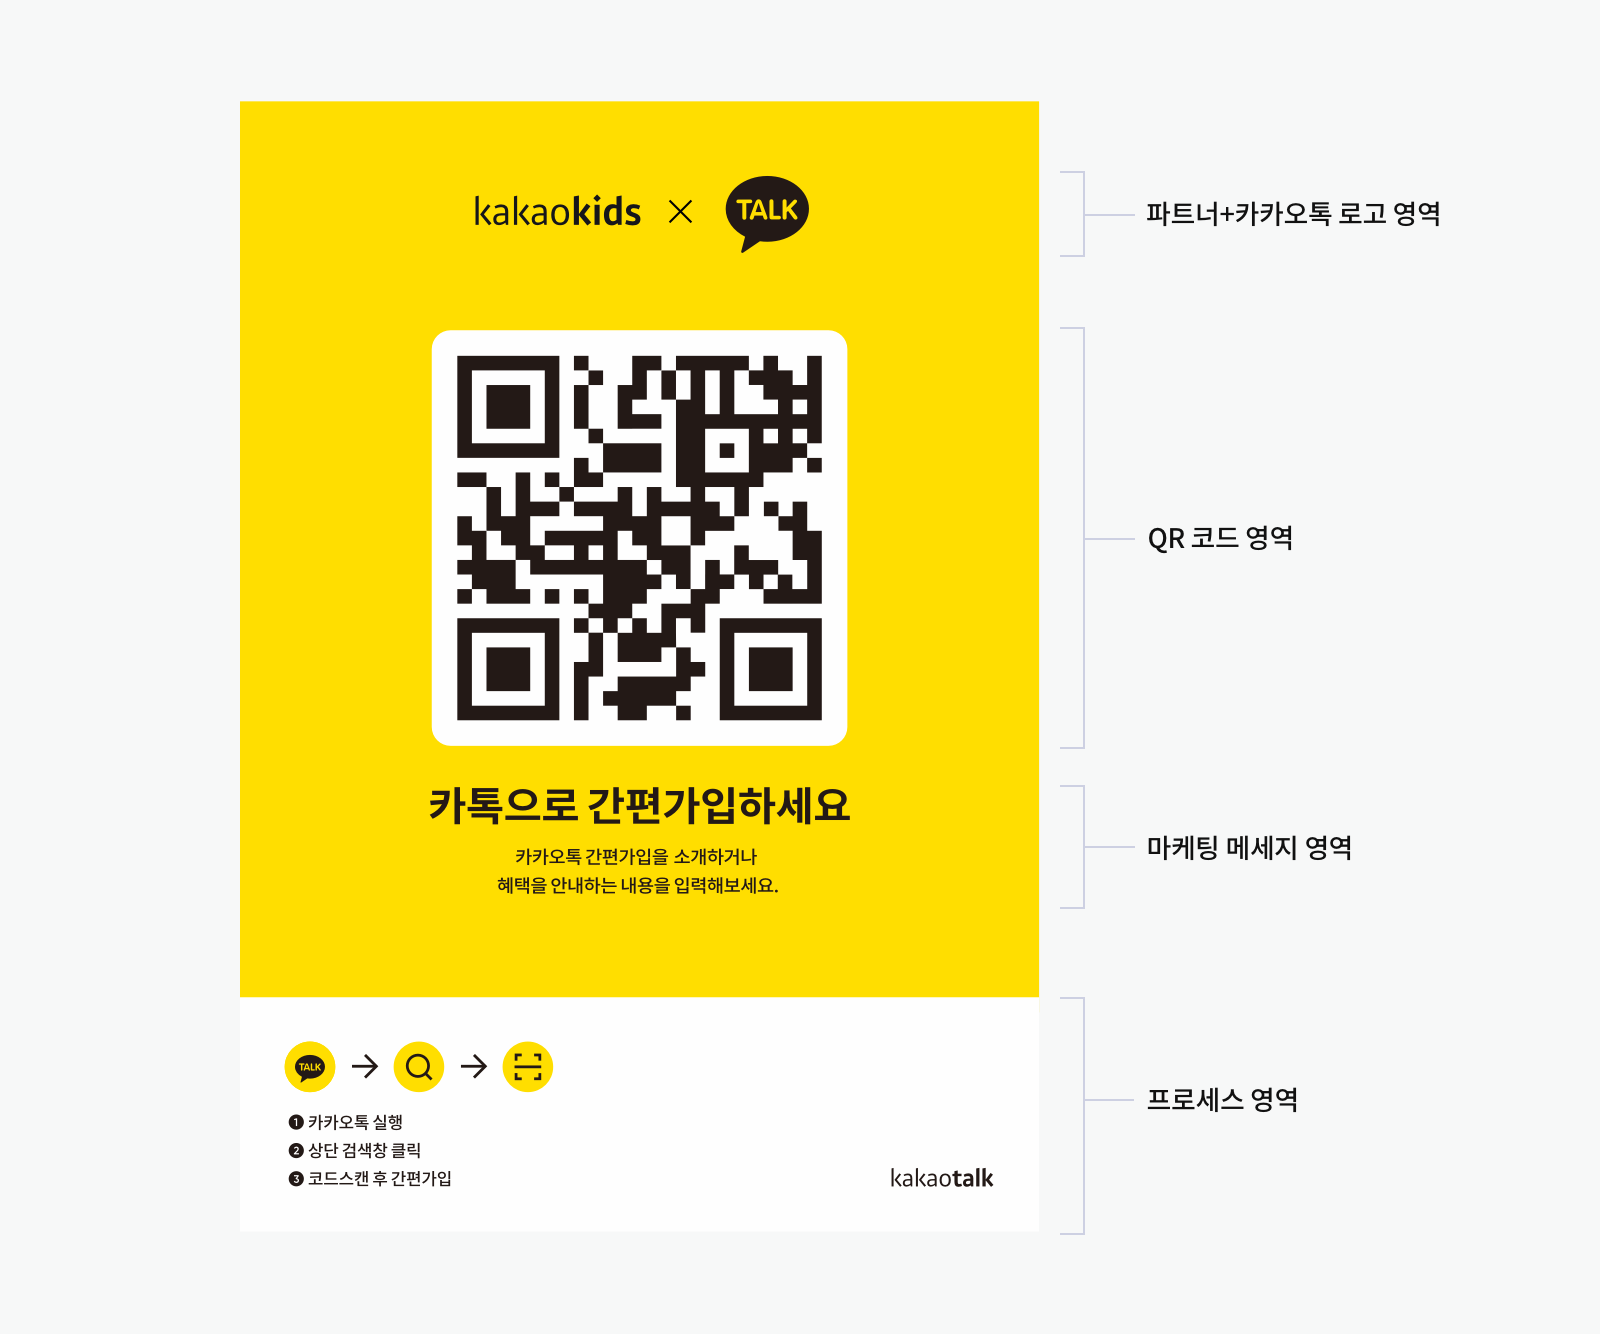 kakaokids × TALK
파트너+카카오톡 로고 영역
QR 코드 영역
카톡으로 간편가입하세요
카카오톡 간편가입을 소개하거나
혜택을 안내하는 내용을 입력해보세요.
마케팅 메세지 영역
TALK
❶ 카카오톡 실행
❷ 상단 검색창 클릭
❸ 코드스캔 후 간편가입
kakaotalk
프로세스 영역